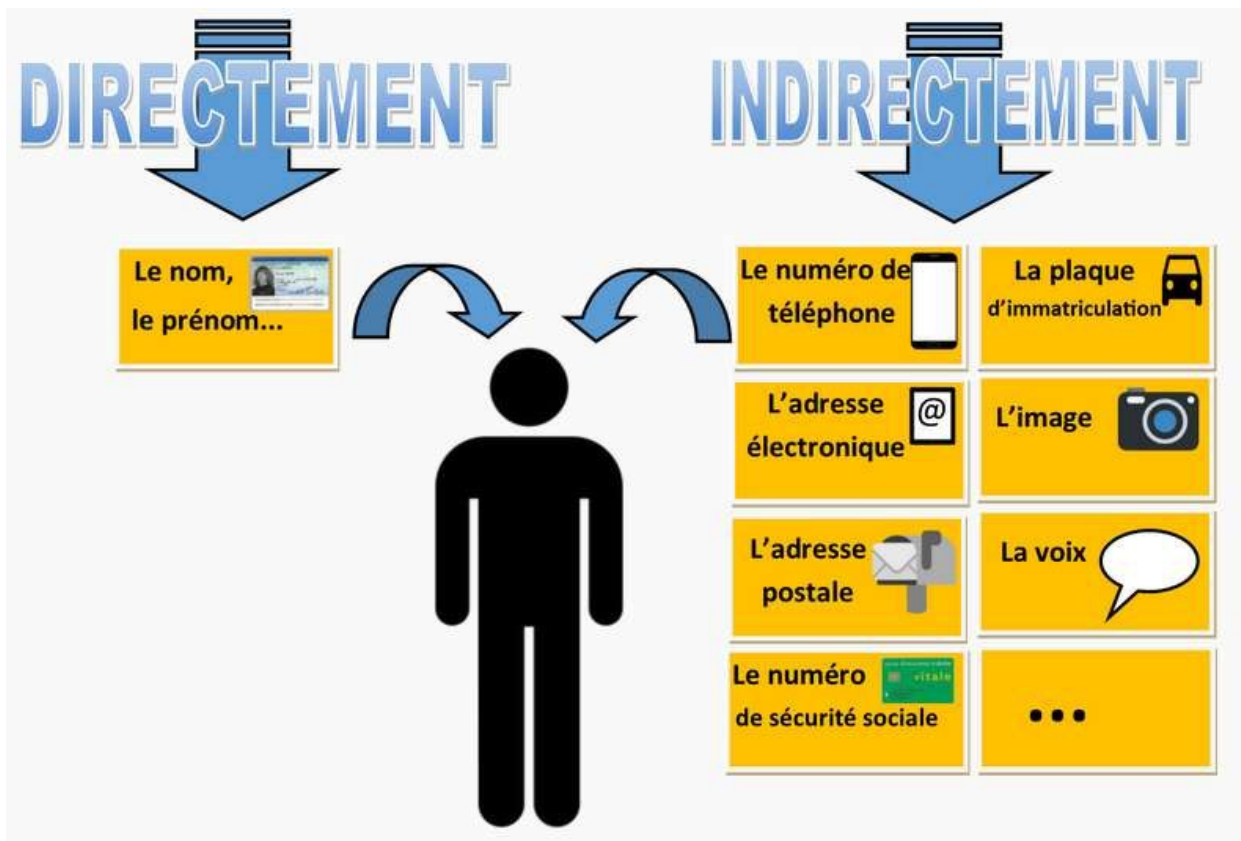 DIRECTEMENT
INDIRECTEMENT
Le nom,
le prénom...
Le numéro de
téléphone
La plaque
d'immatriculation
L'adresse
électronique
@
L'image
L'adresse
postale
La voix
Le numéro
de sécurité sociale
vitale
...